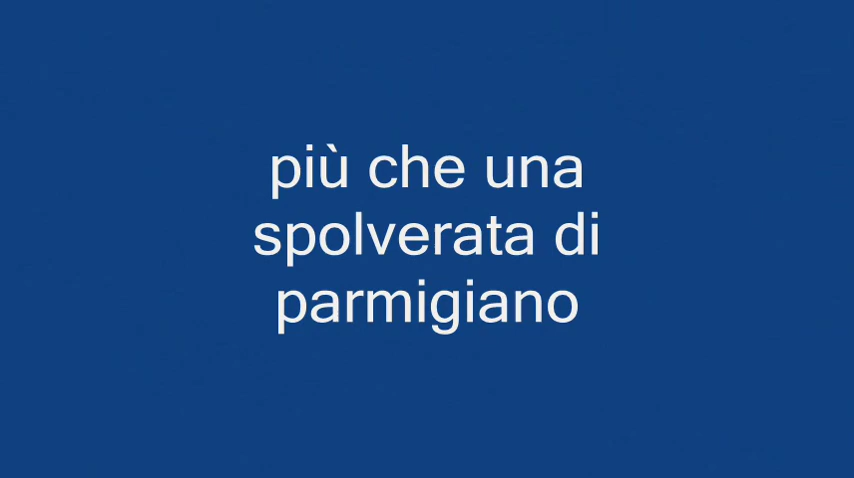 più che una
spolverata di
parmigiano